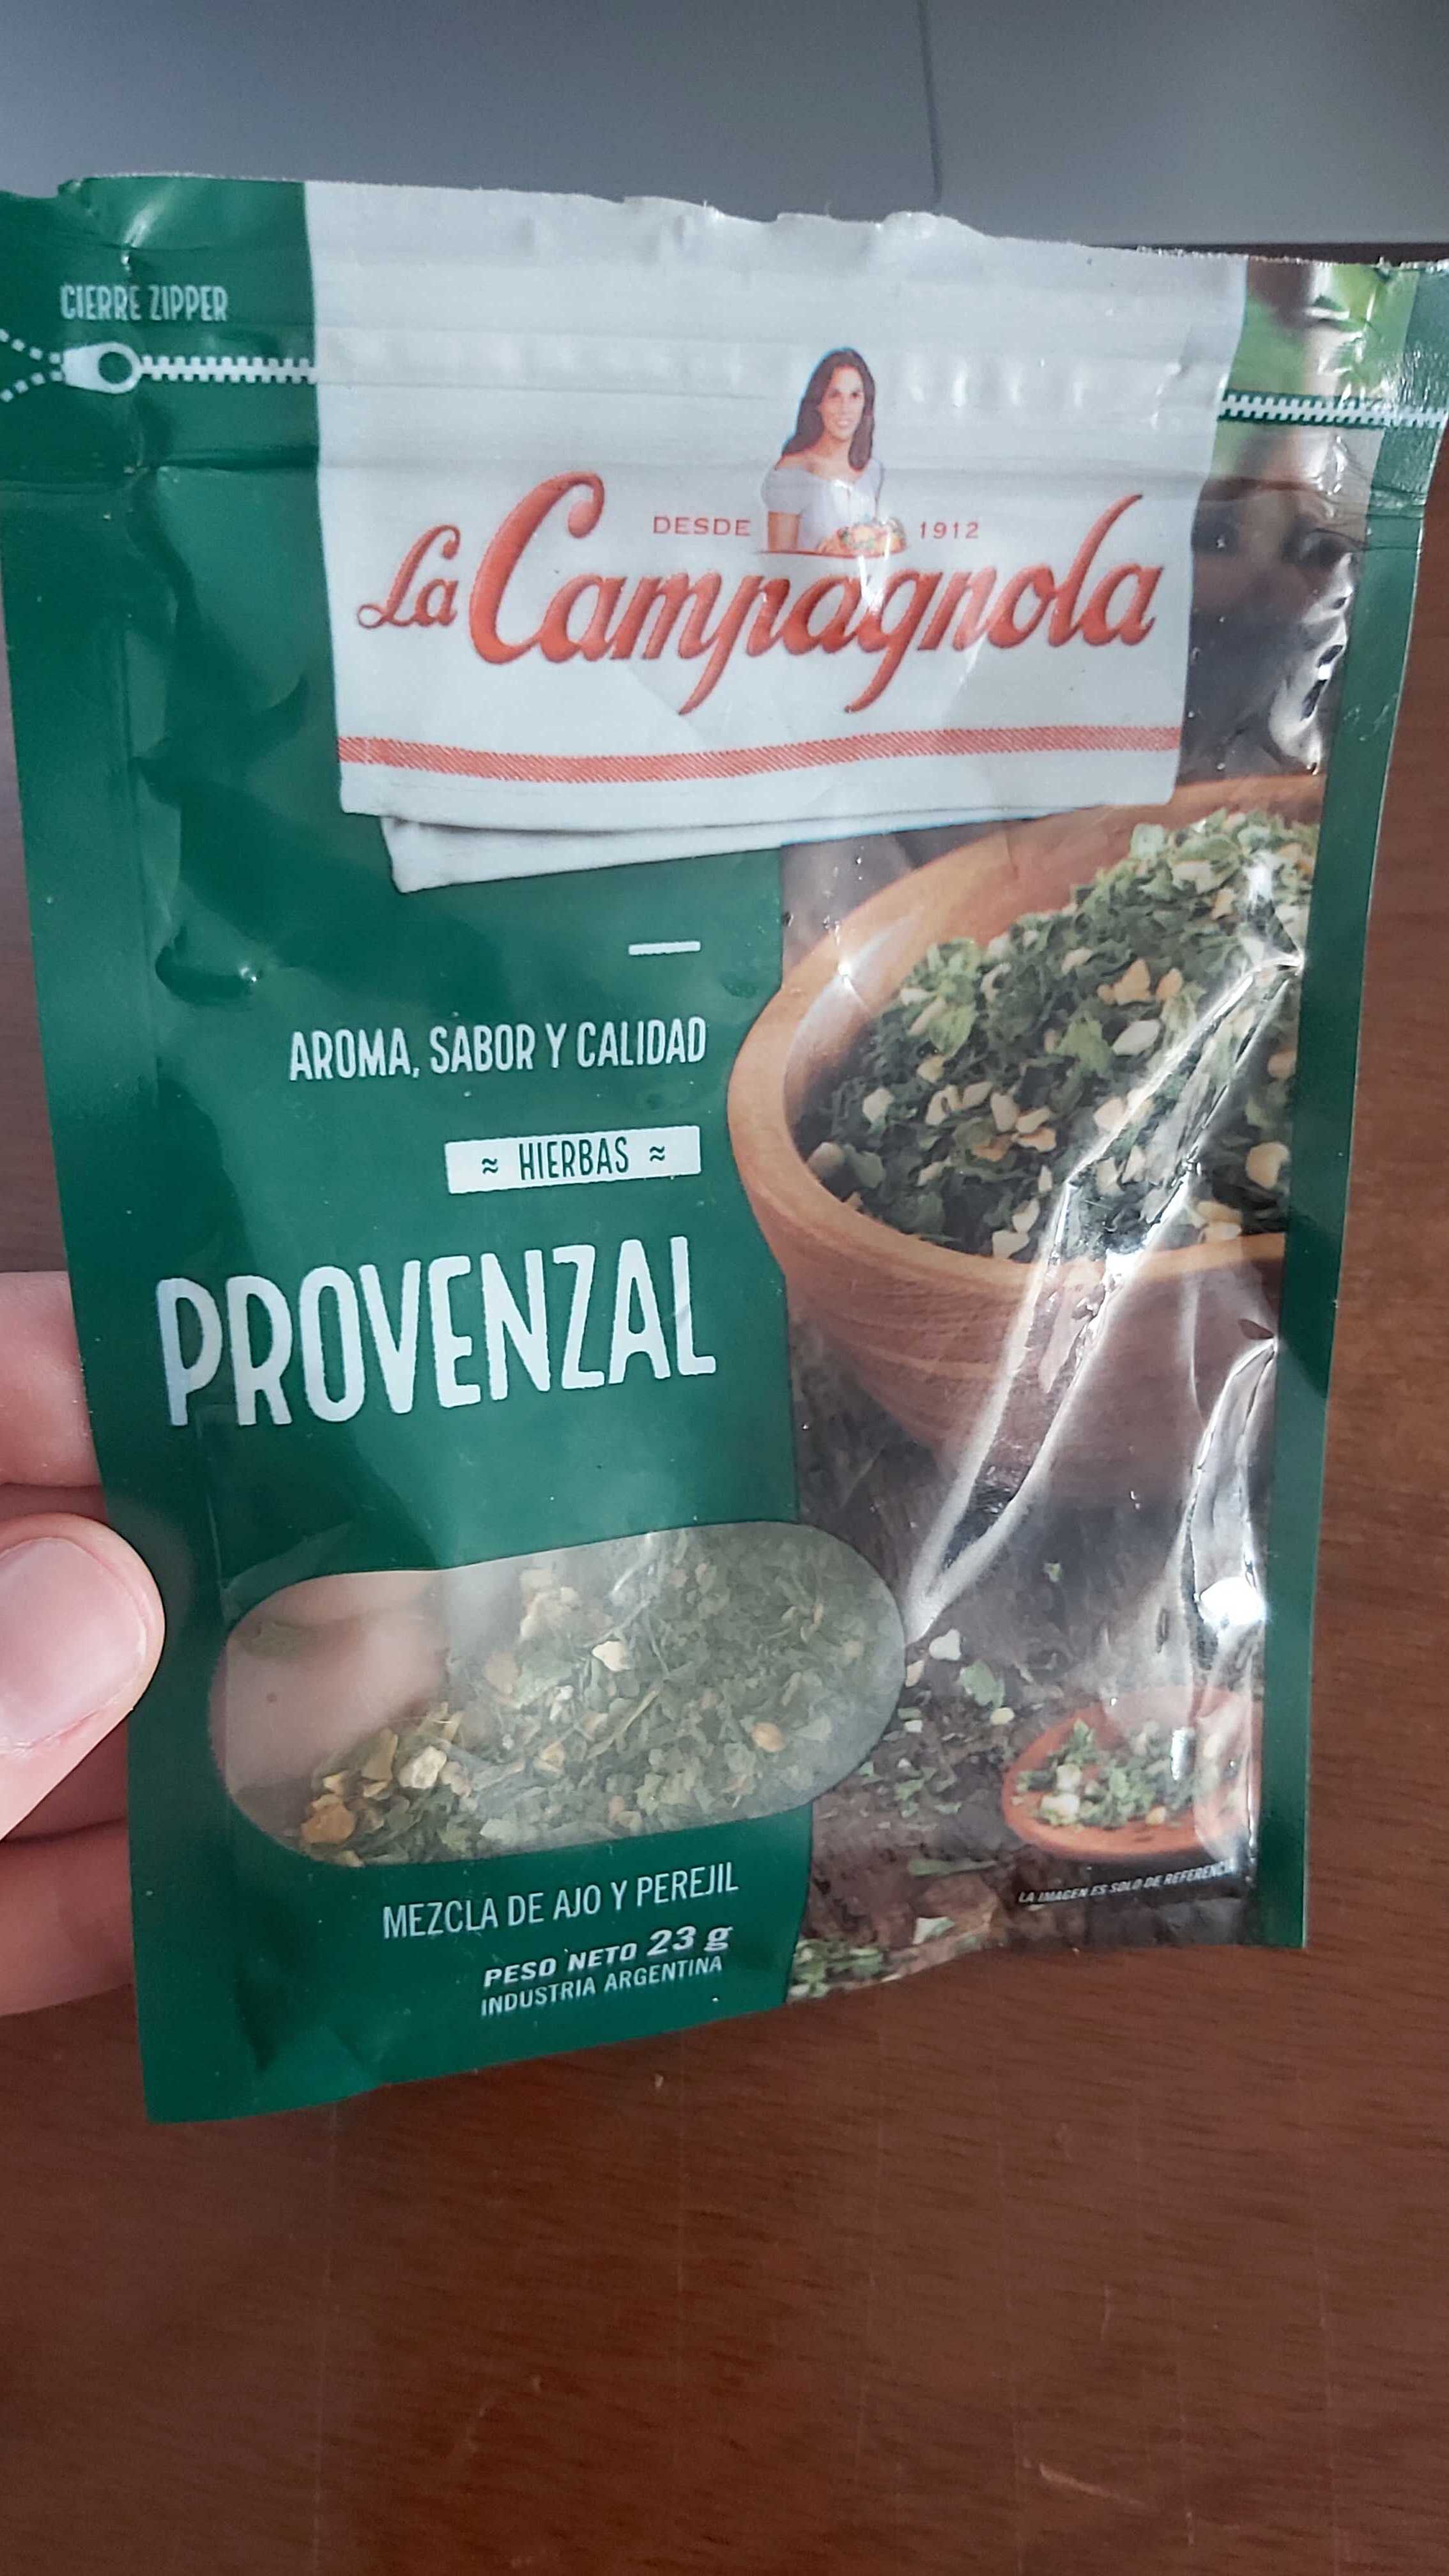 CIERRE ZIPPER
DESDE 1912
La Campagnola
AROMA, SABOR Y CALIDAD
≈ HIERBAS ≈
PROVENZAL
MEZCLA DE AJO Y PEREJIL
PESO NETO 23 g
INDUSTRIA ARGENTINA
LA IMAGEN ES SOLO DE REFERENCIA